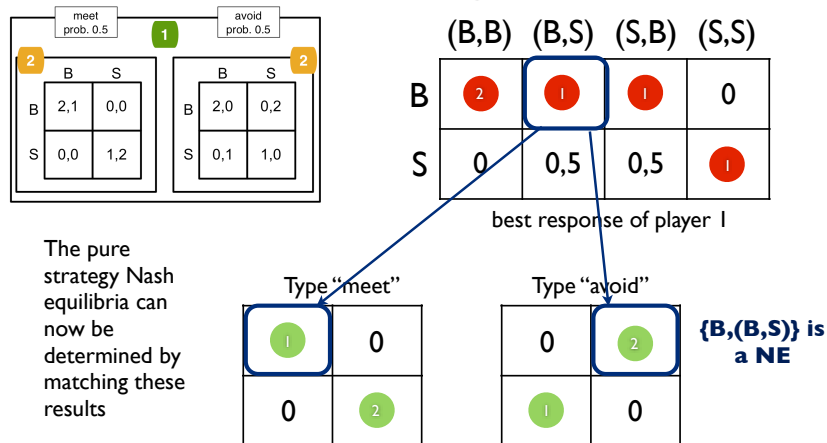 meet
prob. 0.5
avoid
prob. 0.5
1
2
2
B S
B 2,1 0,0
S 0,0 1,2
B S
B 2,0 0,2
S 0,1 1,0
(B,B) (B,S) (S,B) (S,S)
B 2 1 1 0
S 0 0,5 0,5 1
best response of player 1
The pure
strategy Nash
equilibria can
now be
determined by
matching these
results
Type “meet”
1 0
0 2
Type “avoid”
0 2
1 0
{B,(B,S)} is
a NE